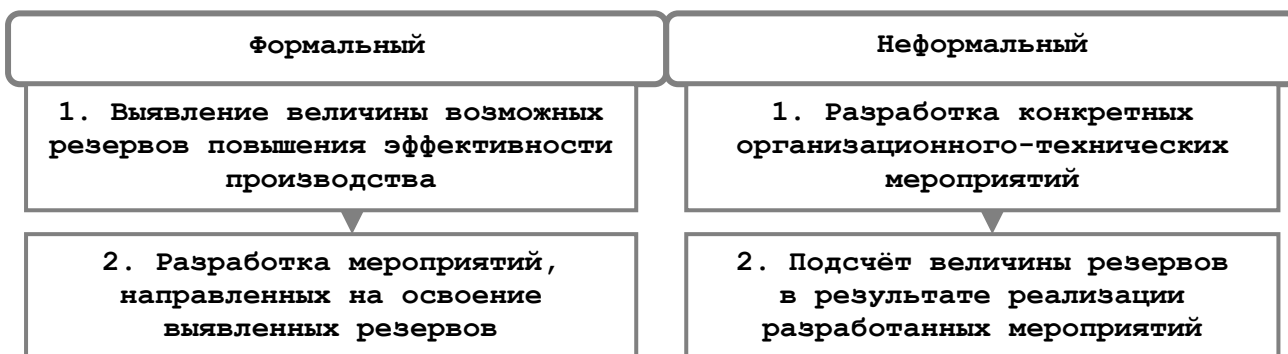 Формальный
Неформальный
1. Выявление величины возможных
резервов повышения эффективности
производства
1. Разработка конкретных
организационного-технических
мероприятий
2. Разработка мероприятий,
направленных на освоение
выявленных резервов
2. Подсчёт величины резервов
в результате реализации
разработанных мероприятий